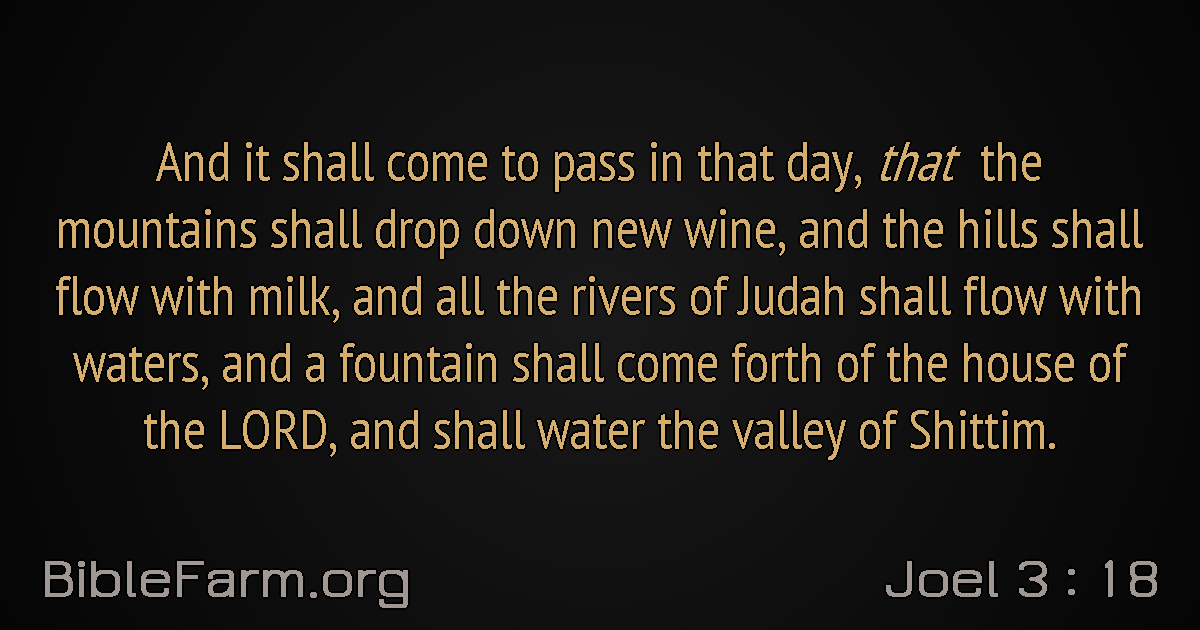 And it shall come to pass in that day, that the
mountains shall drop down new wine, and the hills shall
flow with milk, and all the rivers of Judah shall flow with
waters, and a fountain shall come forth of the house of
the LORD, and shall water the valley of Shittim.
BibleFarm.org
Joel 3 : 18